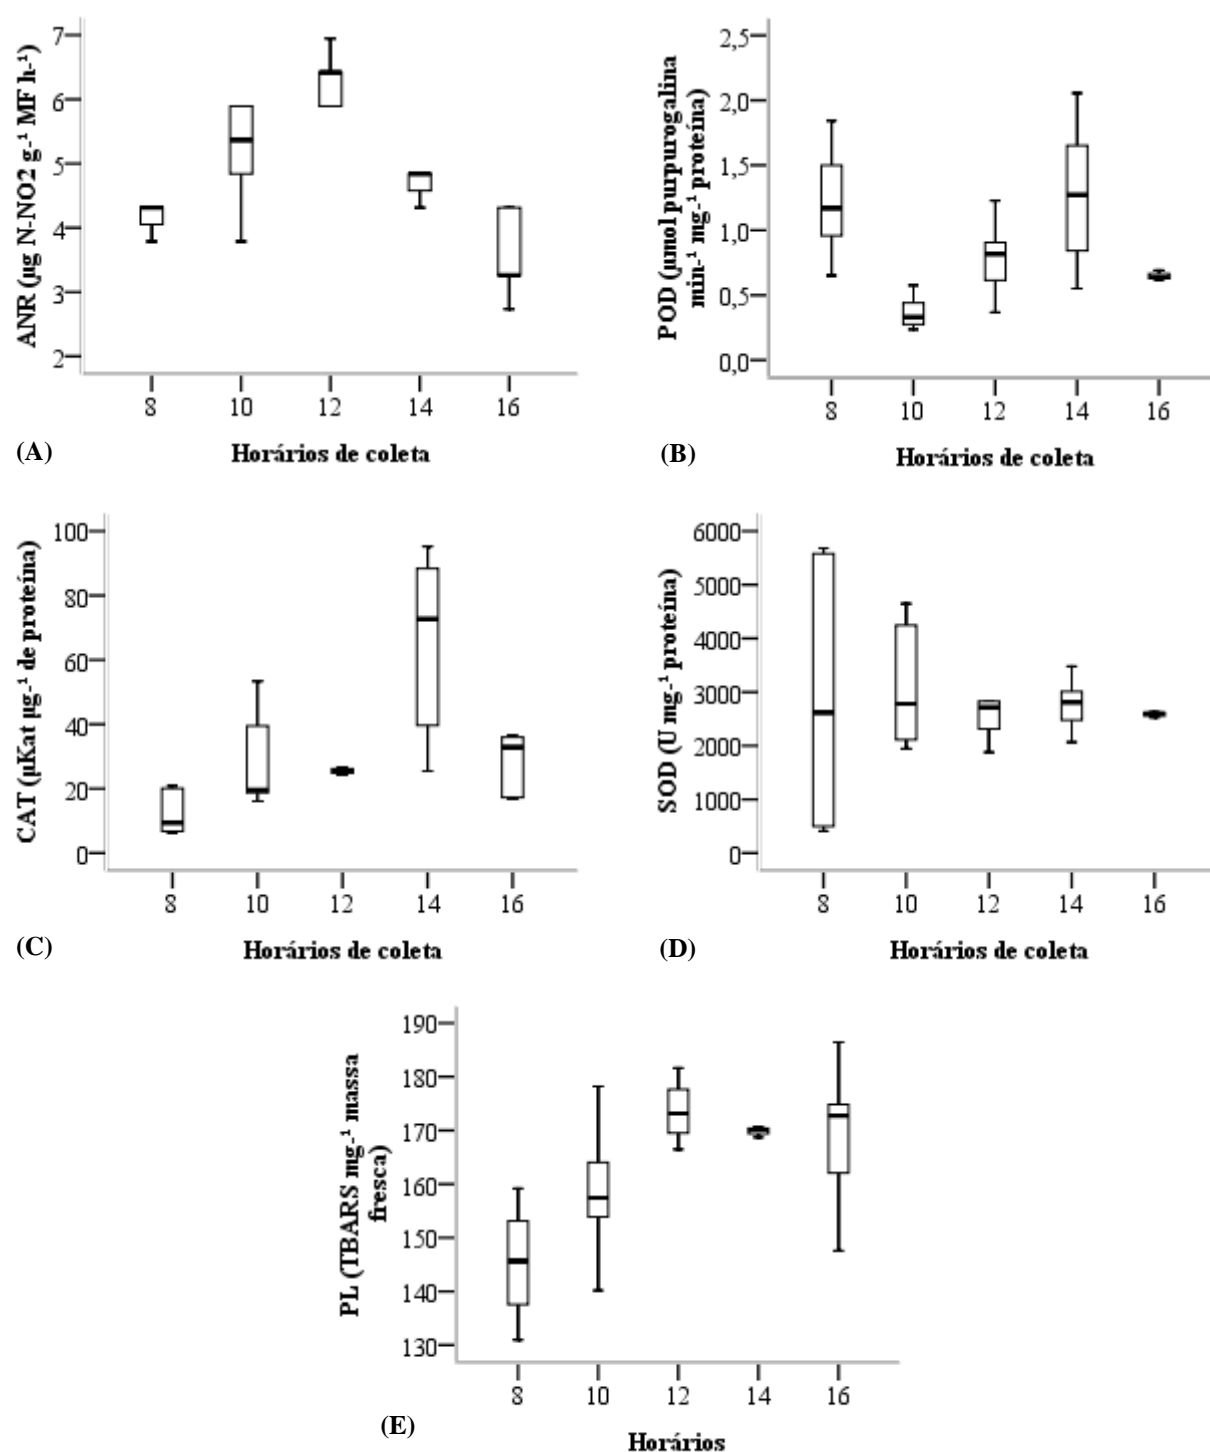 ANR (µg N-NO2 g-¹ MF h-¹)
7
6
5
4
3
2
8 10 12 14 16
Horários de coleta
(A)
POD (µmol purpurogalina
min-¹ mg-¹ proteína)
2,5
2,0
1,5
1,0
0,5
0,0
8 10 12 14 16
Horários de coleta
(B)
CAT (µKat µg-¹ de proteína)
100
80
60
40
20
0
8 10 12 14 16
Horários de coleta
(C)
SOD (U mg-¹ proteína)
6000
5000
4000
3000
2000
1000
0
8 10 12 14 16
Horários de coleta
(D)
PL (TBARS mg-¹ massa
fresca)
190
180
170
160
150
140
130
8 10 12 14 16
Horários
(E)